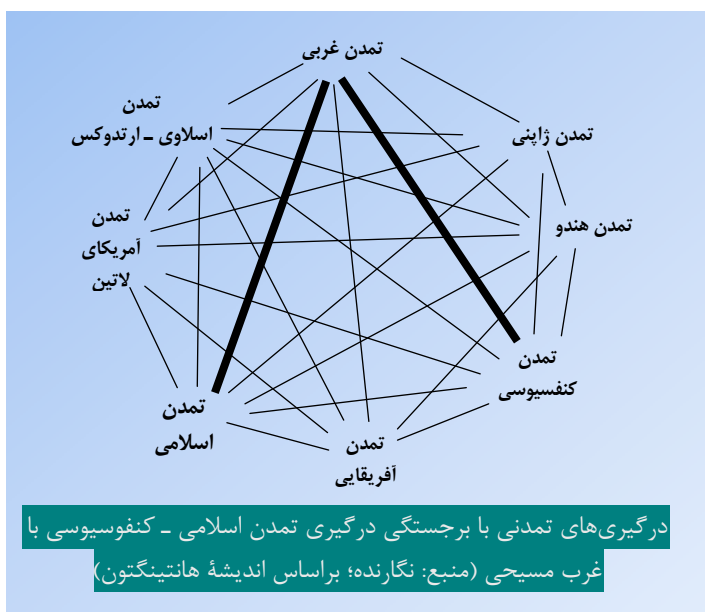 تمدن غربی
تمدن
اسلاوی ـ ارتدوکس
تمدن ژاپنی
تمدن
آمریکای
لاتین
تمدن هندو
تمدن
کنفسیوسی
تمدن
اسلامی
تمدن
آفریقایی
درگیری‌های تمدنی با برجستگی درگیری تمدن اسلامی ـ کنفوسیوسی با
غرب مسیحی (منبع: نگارنده؛ براساس اندیشۀ هانتینگتون)